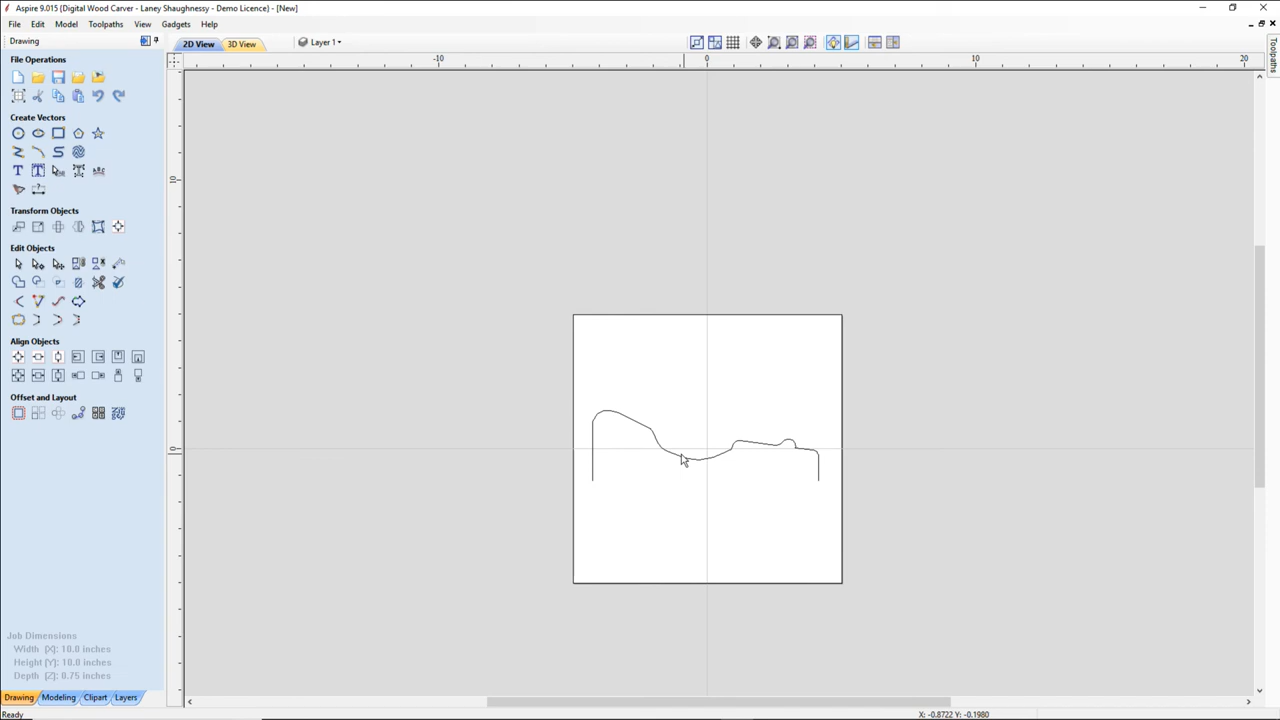 Aspire 9.015 (Digital Wood Carver - Laney Shaughnessy - Demo Licence) - [New]
File Edit Model Toolpaths View Gadgets Help
Drawing
2D View 3D View Layer 1
File Operations
-10 0 10 20
Toolpaths
Create Vectors
10
Transform Objects
Edit Objects
Align Objects
Offset and Layout
0
Job Dimensions
Width [X]: 10.0 inches
Height [Y]: 10.0 inches
Depth [Z]: 0.75 inches
Drawing Modeling Clipart Layers
Ready
X: -0.8722 Y: -0.1980